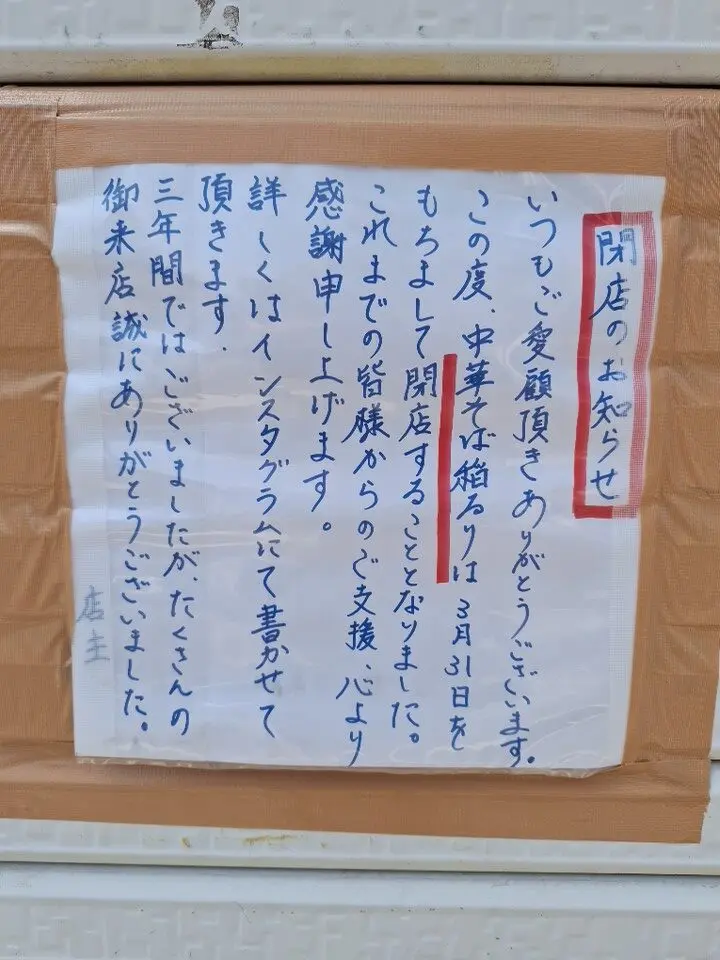 閉店のお知らせ
いつもご愛顧頂きありがとうございます。
この度、中華そば稲るりは3月31日を
もちまして閉店することとなりました。
これまでの皆様からのご支援、心より
感謝申し上げます。
詳しくはインスタグラムにて書かせて
頂きます.
三年間ではございましたが、たくさんの
御来店誠にありがとうございました。
店主